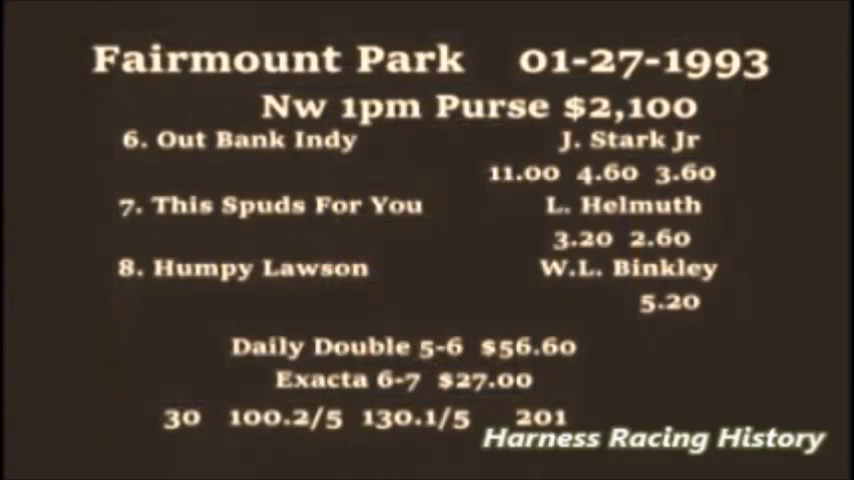 Fairmount Park 01-27-1993
Nw 1pm Purse $2,100
6. Out Bank Indy J. Stark Jr
11.00 4.60 3.60
7. This Spuds For You L. Helmuth
3.20 2.60
8. Humpy Lawson W.L. Binkley
5.20
Daily Double 5-6 $56.60
Exacta 6-7 $27.00
30 100.2/5 130.1/5 201
Harness Racing History